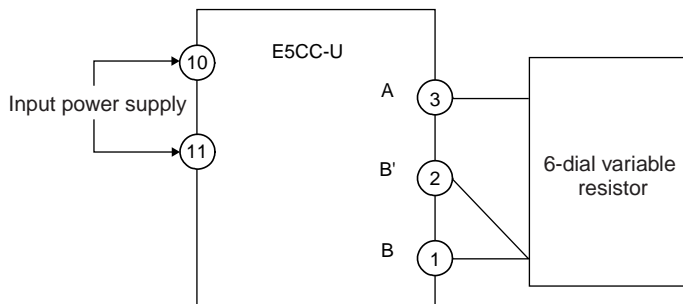 E5CC-U
10
Input power supply
11
A
3
B'
2
B
1
6-dial variable
resistor